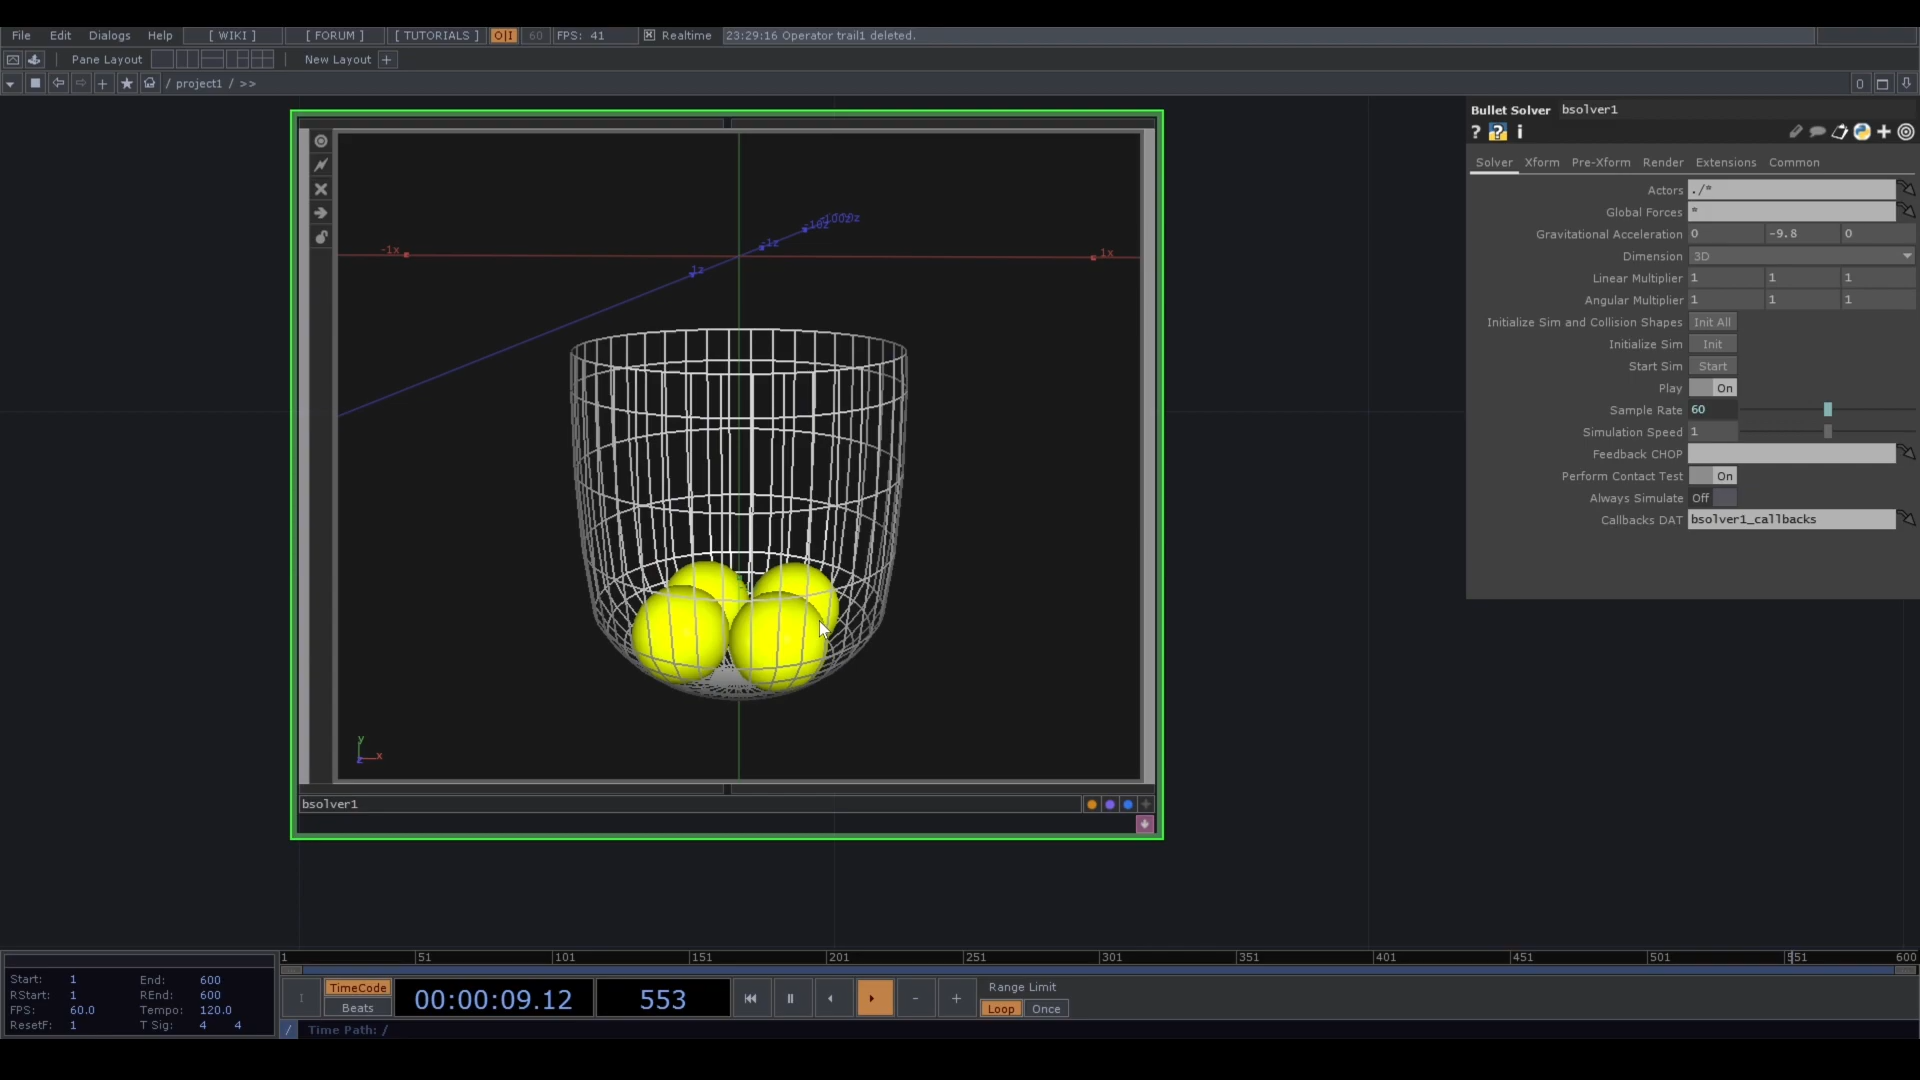 File Edit Dialogs Help [ WIKI ] [ FORUM ] [ TUTORIALS ] O|I 60 FPS: 41 Realtime 23:29:16 Operator trail1 deleted.
Pane Layout New Layout +
/ project1 / >> 0
Bullet Solver bsolver1
? ? i
Solver Xform Pre-Xform Render Extensions Common
Actors ./*
Global Forces *
Gravitational Acceleration 0 -9.8 0
Dimension 3D
Linear Multiplier 1 1 1
Angular Multiplier 1 1 1
Initialize Sim and Collision Shapes Init All
Initialize Sim Init
Start Sim Start
Play On
Sample Rate 60
Simulation Speed 1
Feedback CHOP
Perform Contact Test On
Always Simulate Off
Callbacks DAT bsolver1_callbacks
-10z
-1x -1z 1x
1z
y
x
z
bsolver1
1 51 101 151 201 251 301 351 401 451 501 551 600
Start: 1 End: 600
RStart: 1 REnd: 600
FPS: 60.0 Tempo: 120.0
ResetF: 1 T Sig: 4 4
I TimeCode Beats 00:00:09.12 553 - + Range Limit
Loop Once
/ Time Path: /